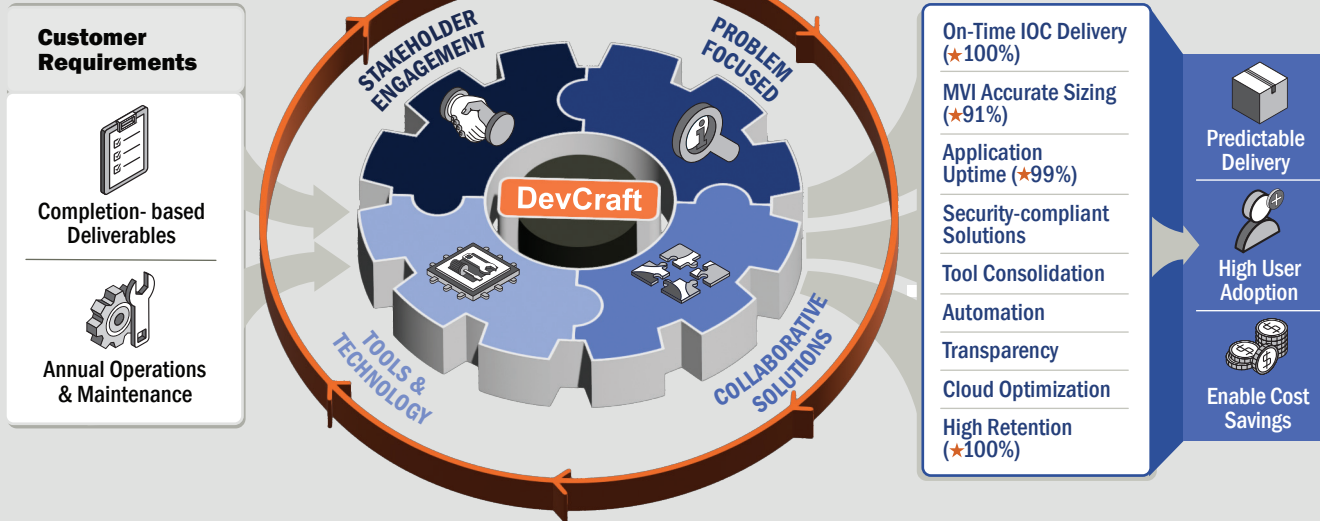 Customer
Requirements
Completion- based
Deliverables
Annual Operations
& Maintenance
STAKEHOLDER
ENGAGEMENT
PROBLEM
FOCUSED
DevCraft
TOOLS &
TECHNOLOGY
COLLABORATIVE
SOLUTIONS
On-Time IOC Delivery
(★100%)
MVI Accurate Sizing
(★91%)
Application
Uptime (★99%)
Security-compliant
Solutions
Tool Consolidation
Automation
Transparency
Cloud Optimization
High Retention
(★100%)
Predictable
Delivery
High User
Adoption
Enable Cost
Savings